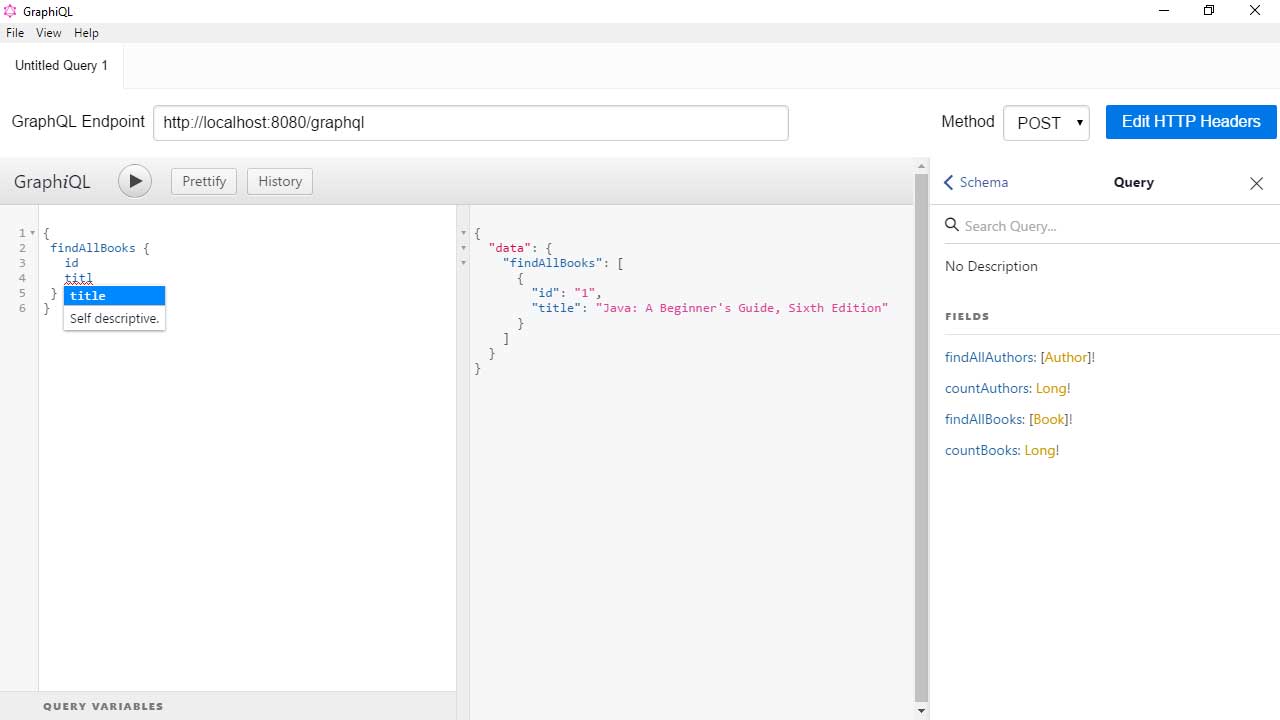 GraphiQL
File View Help
Untitled Query 1
GraphQL Endpoint http://localhost:8080/graphql Method POST Edit HTTP Headers
GraphiQL Prettify History
1 {
2 findAllBooks {
3 id
4 titl
5 }
6 }
title
Self descriptive.
QUERY VARIABLES
{
"data": {
"findAllBooks": [
{
"id": "1",
"title": "Java: A Beginner's Guide, Sixth Edition"
}
]
}
}
Schema Query
Search Query...
No Description
FIELDS
findAllAuthors: [Author]!
countAuthors: Long!
findAllBooks: [Book]!
countBooks: Long!